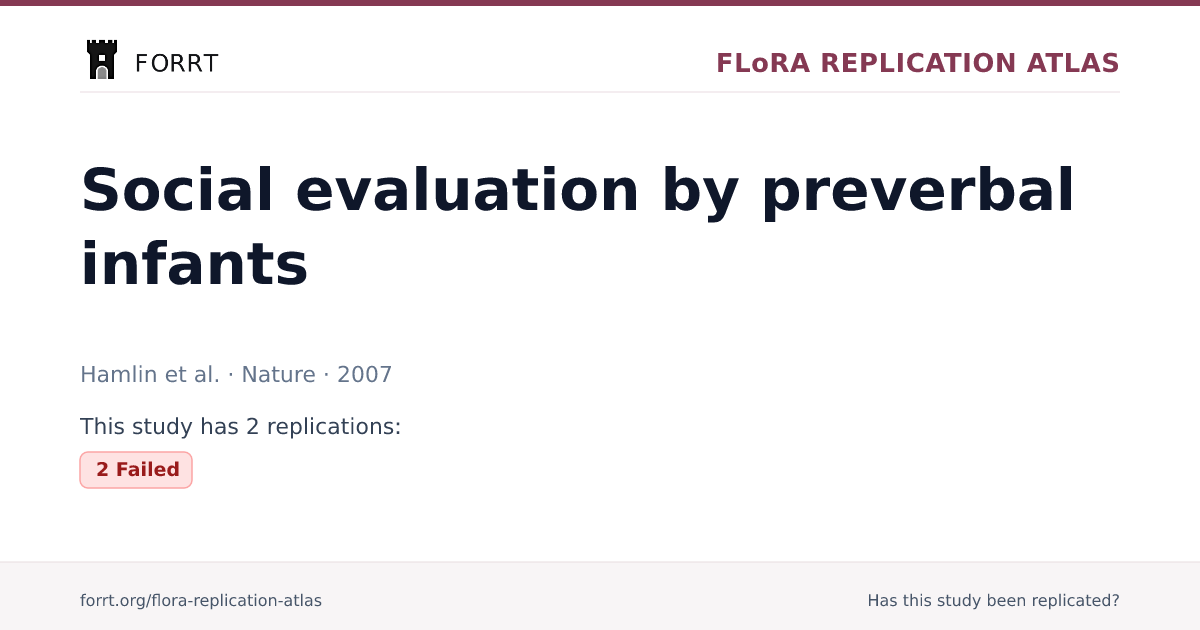 FORRT
FLoRA REPLICATION ATLAS
Social evaluation by preverbal
infants
Hamlin et al. · Nature · 2007
This study has 2 replications:
2 Failed
forrt.org/flora-replication-atlas
Has this study been replicated?